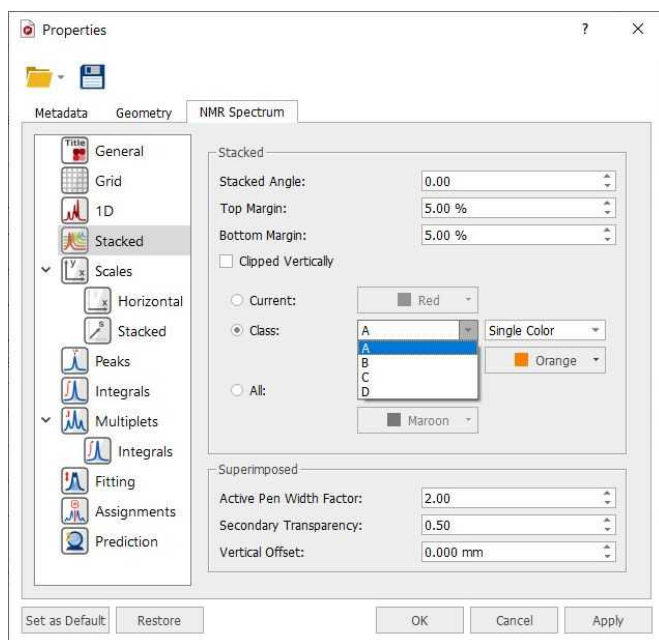 Properties
?
Metadata
Geometry
NMR Spectrum
Title
General
Grid
1D
Stacked
Scales
Horizontal
Stacked
Peaks
Integrals
Multiplets
Integrals
Fitting
Assignments
Prediction
Stacked
Stacked Angle: 0.00
Top Margin: 5.00 %
Bottom Margin: 5.00 %
Clipped Vertically
Current: Red
Class: A Single Color
A
B Orange
C
D
All:
Maroon
Superimposed
Active Pen Width Factor: 2.00
Secondary Transparency: 0.50
Vertical Offset: 0.000 mm
Set as Default Restore OK Cancel Apply